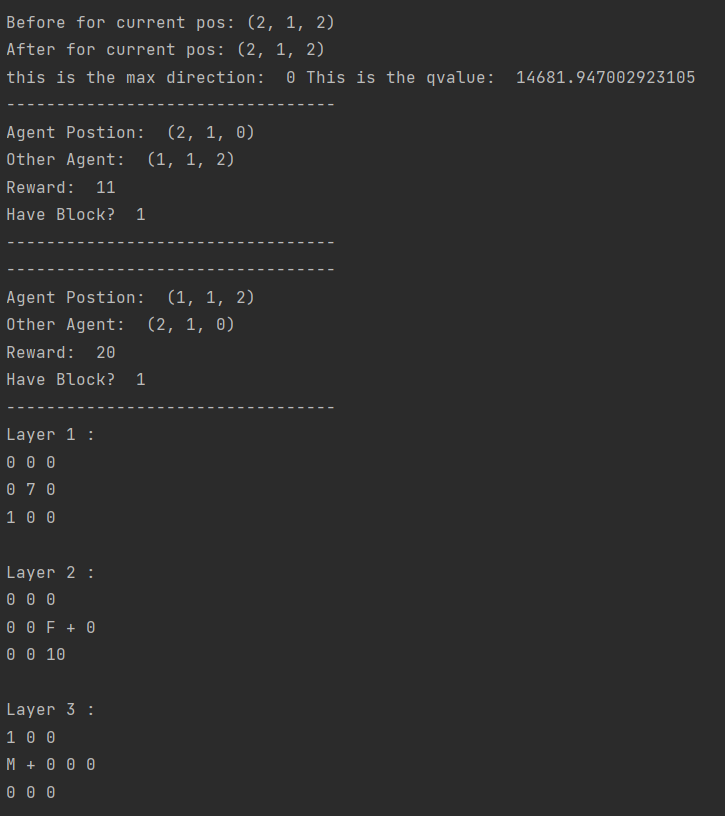 Before for current pos: (2, 1, 2)
After for current pos: (2, 1, 2)
this is the max direction:  0 This is the qvalue:  14681.947002923105
---------------------------------
Agent Postion:  (2, 1, 0)
Other Agent:  (1, 1, 2)
Reward:  11
Have Block?  1
---------------------------------
---------------------------------
Agent Postion:  (1, 1, 2)
Other Agent:  (2, 1, 0)
Reward:  20
Have Block?  1
---------------------------------
Layer 1 :
0 0 0
0 7 0
1 0 0

Layer 2 :
0 0 0
0 0 F + 0
0 0 10

Layer 3 :
1 0 0
M + 0 0 0
0 0 0